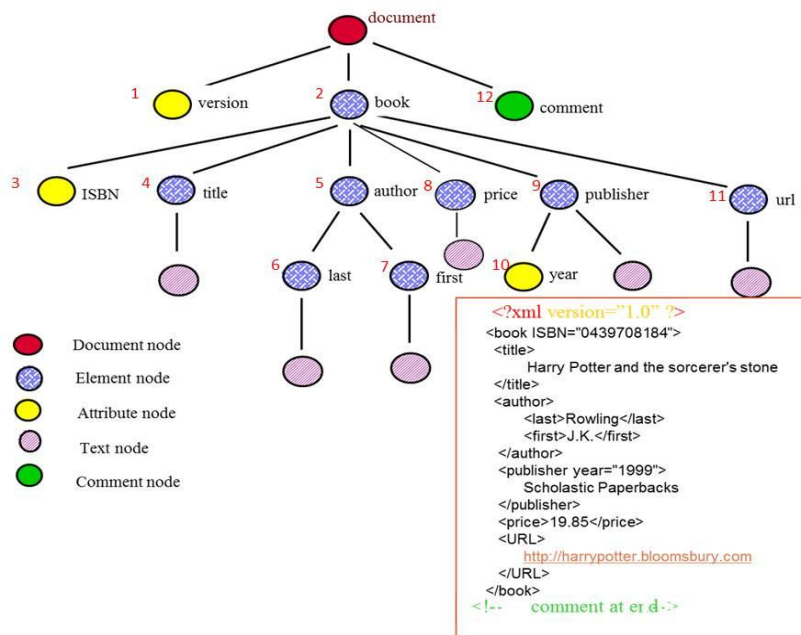 document
1 version
2 book
12 comment
3 ISBN
4 title
5 author
8 price
9 publisher
11 url
6 last
7 first
10 year
Document node
Element node
Attribute node
Text node
Comment node
<?xml version=”1.0” ?>
<book ISBN="0439708184">
<title>
Harry Potter and the sorcerer's stone
</title>
<author>
<last>Rowling</last>
<first>J.K.</first>
</author>
<publisher year="1999">
Scholastic Paperbacks
</publisher>
<price>19.85</price>
<URL>
http://harrypotter.bloomsbury.com
</URL>
</book>
<!-- comment at end-->